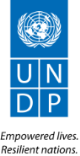 U N
D P
Empowered lives.
Resilient nations.